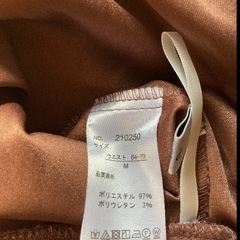 NO. 210250
サイズ
ウエスト 64-70
M
品質表示
ポリエステル 97%
ポリウレタン 3%